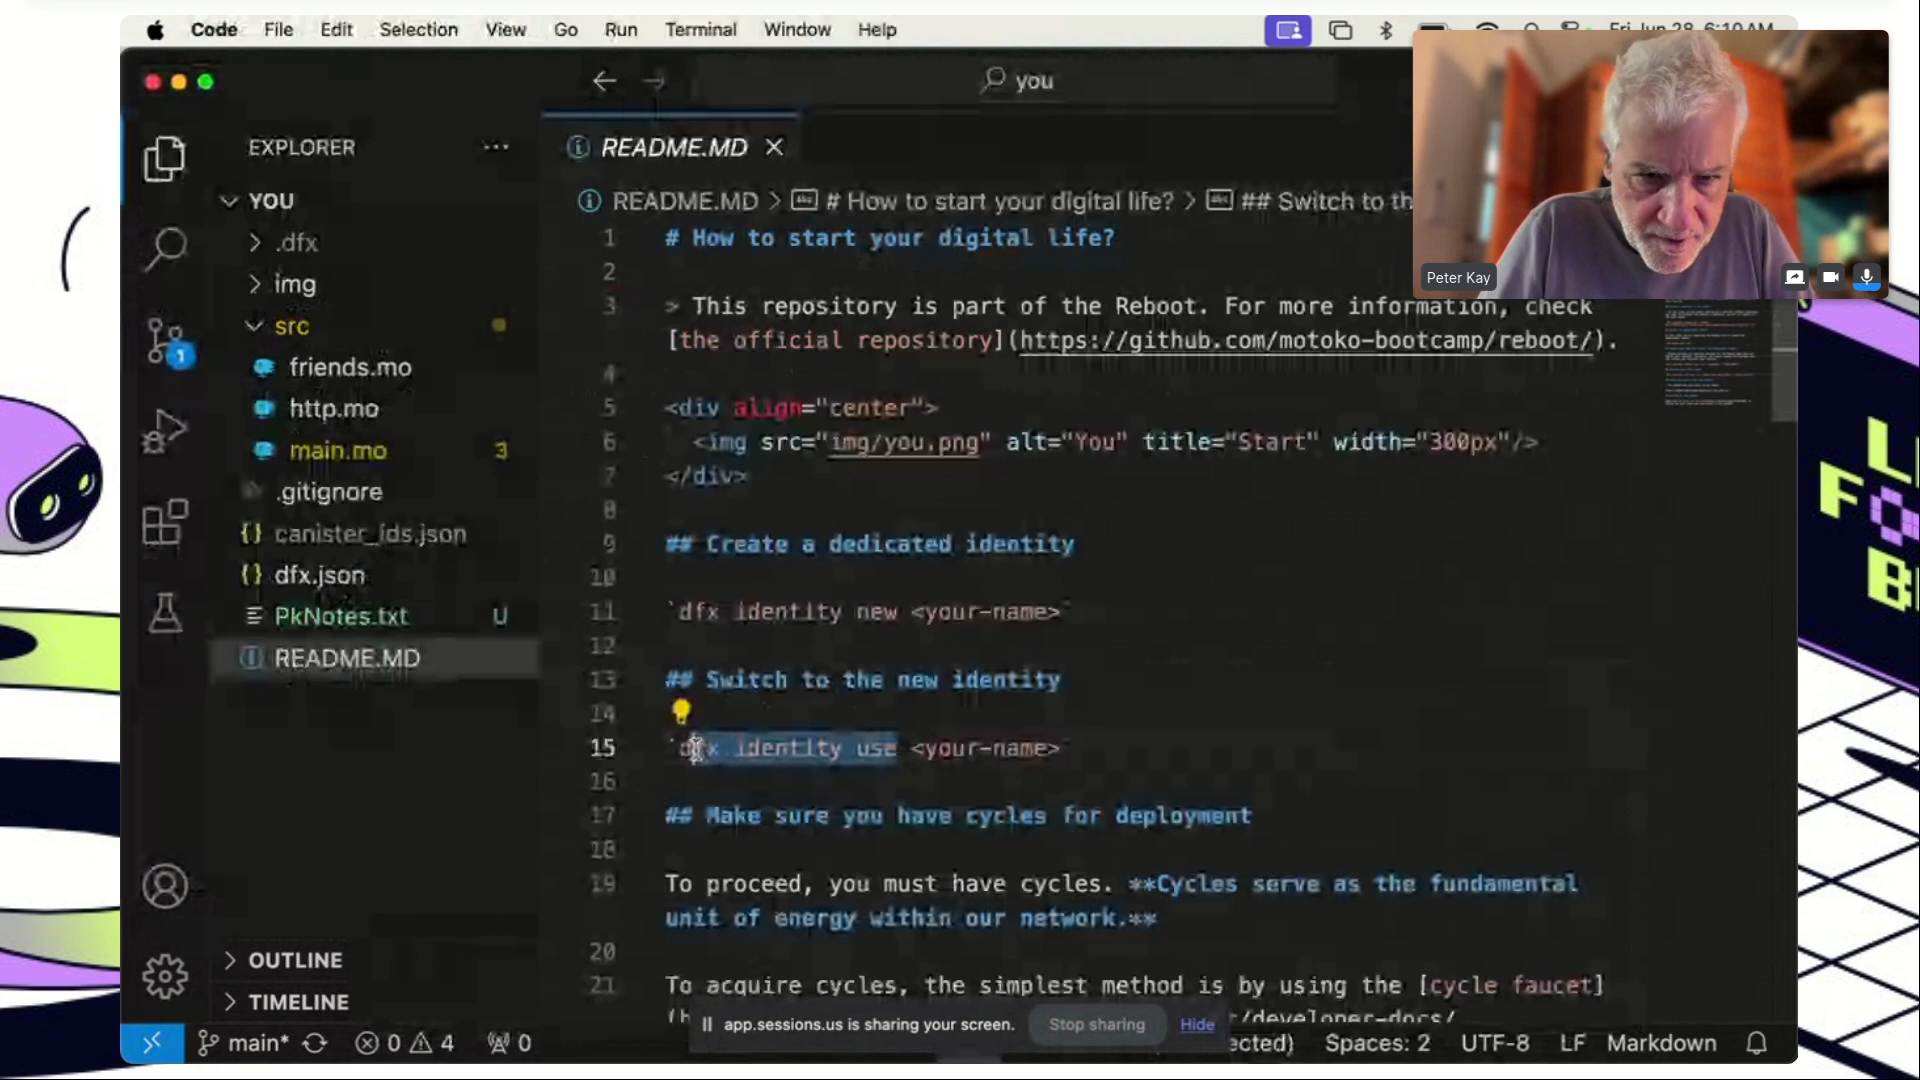 Code File Edit Selection View Go Run Terminal Window Help
Fri Jun 28 6:10 AM
you
EXPLORER
README.MD
YOU
README.MD > # How to start your digital life? > ## Switch to th
.dfx
img
src
friends.mo
http.mo
main.mo 3
.gitignore
canister_ids.json
dfx.json
PkNotes.txt U
README.MD
OUTLINE
TIMELINE
1 # How to start your digital life?
2
3 > This repository is part of the Reboot. For more information, check
[the official repository](https://github.com/motoko-bootcamp/reboot/).
4
5 <div align="center">
6 <img src="img/you.png" alt="You" title="Start" width="300px"/>
7 </div>
8
9 ## Create a dedicated identity
10
11 `dfx identity new <your-name>`
12
13 ## Switch to the new identity
14
15 `dfx identity use <your-name>`
16
17 ## Make sure you have cycles for deployment
18
19 To proceed, you must have cycles. **Cycles serve as the fundamental
unit of energy within our network.**
20
21 To acquire cycles, the simplest method is by using the [cycle faucet]
(h
t/developer-docs/
app.sessions.us is sharing your screen. Stop sharing Hide
main* 0 4 0
ected) Spaces: 2 UTF-8 LF Markdown
1
Peter Kay
L
F
B